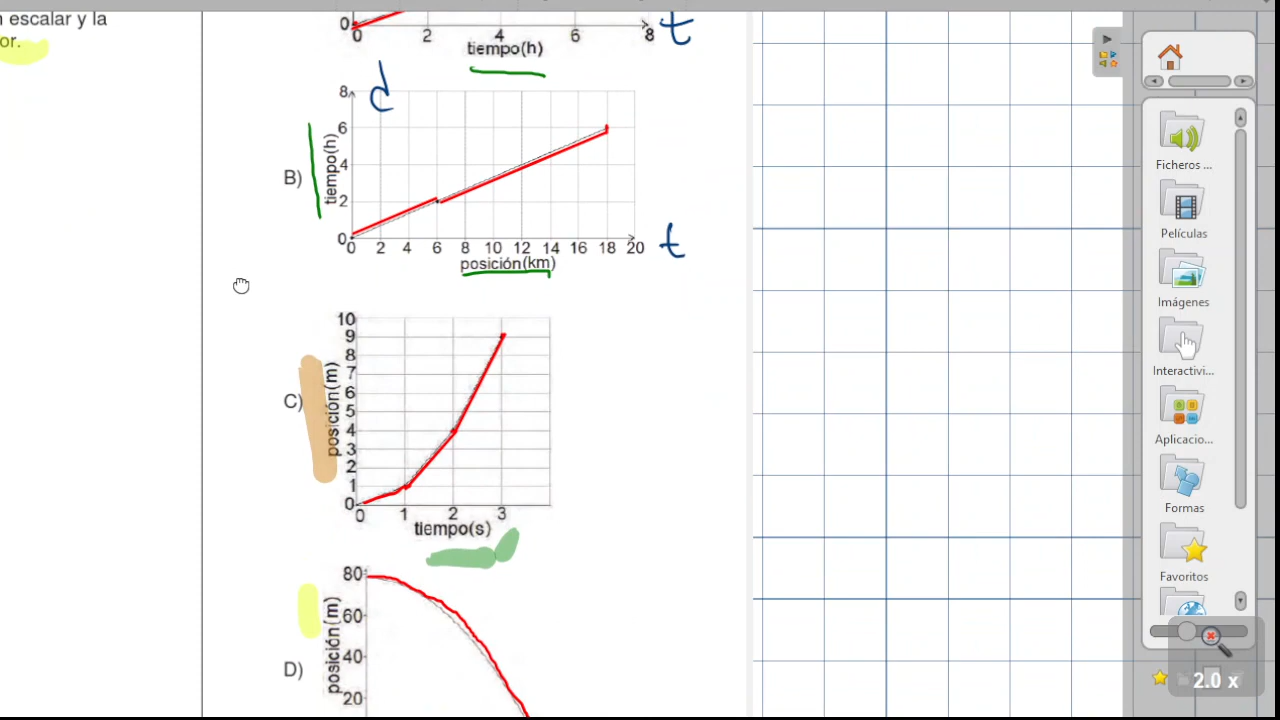 n escalar y la
or.
0
0 2 4 6 8 t
tiempo(h)
d
8
6
4
2
0
tiempo(h)
B)
0 2 4 6 8 10 12 14 16 18 20 t
posición(km)
10
9
8
7
6
5
4
3
2
1
0
posición(m)
C)
0 1 2 3
tiempo(s)
80
60
40
20
posición(m)
D)
Ficheros ...
Películas
Imágenes
Interactivi...
Aplicacio...
Formas
Favoritos
2.0 x